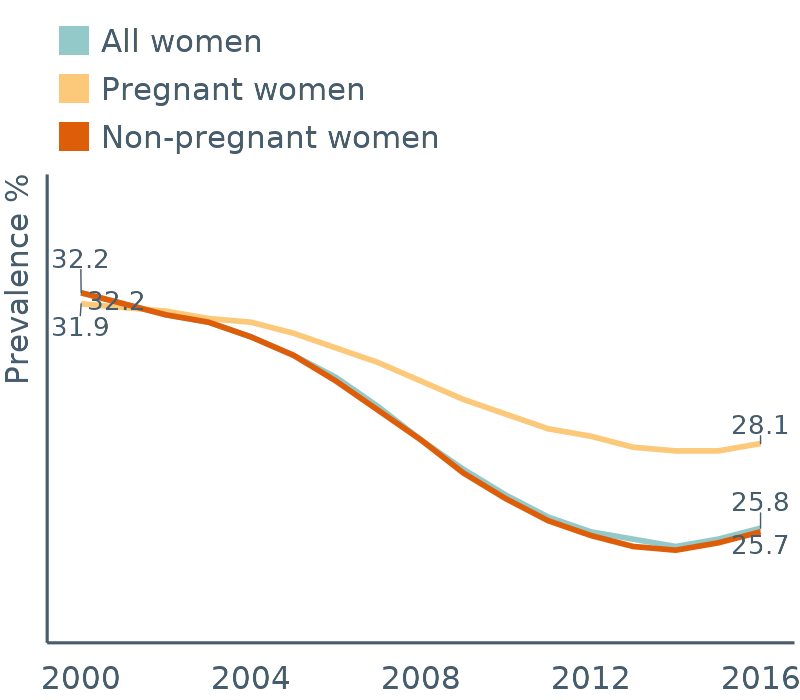 All women
Pregnant women
Non-pregnant women
Prevalence %
32.2
32.2
31.9
28.1
25.8
25.7
2000 2004 2008 2012 2016